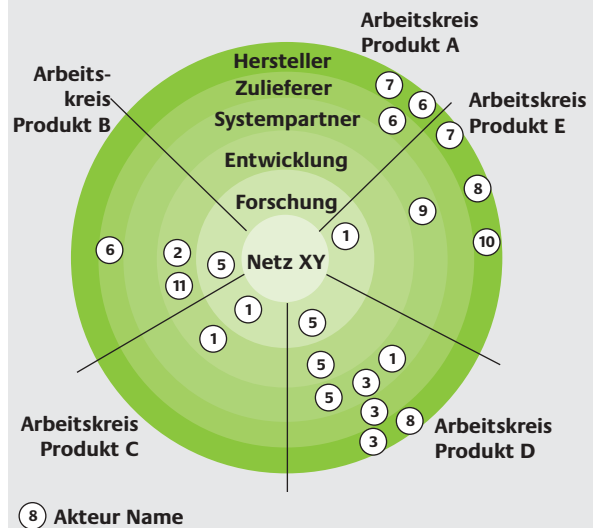 Arbeitskreis
Produkt A
Hersteller
Zulieferer
Systempartner
Entwicklung
Forschung
Netz XY
Arbeits-
kreis
Produkt B
Arbeitskreis
Produkt E
7
6
6
7
8
9
10
1
6
2
5
11
1
1
5
5
5
1
3
3
3
8
Arbeitskreis
Produkt C
Arbeitskreis
Produkt D
8 Akteur Name